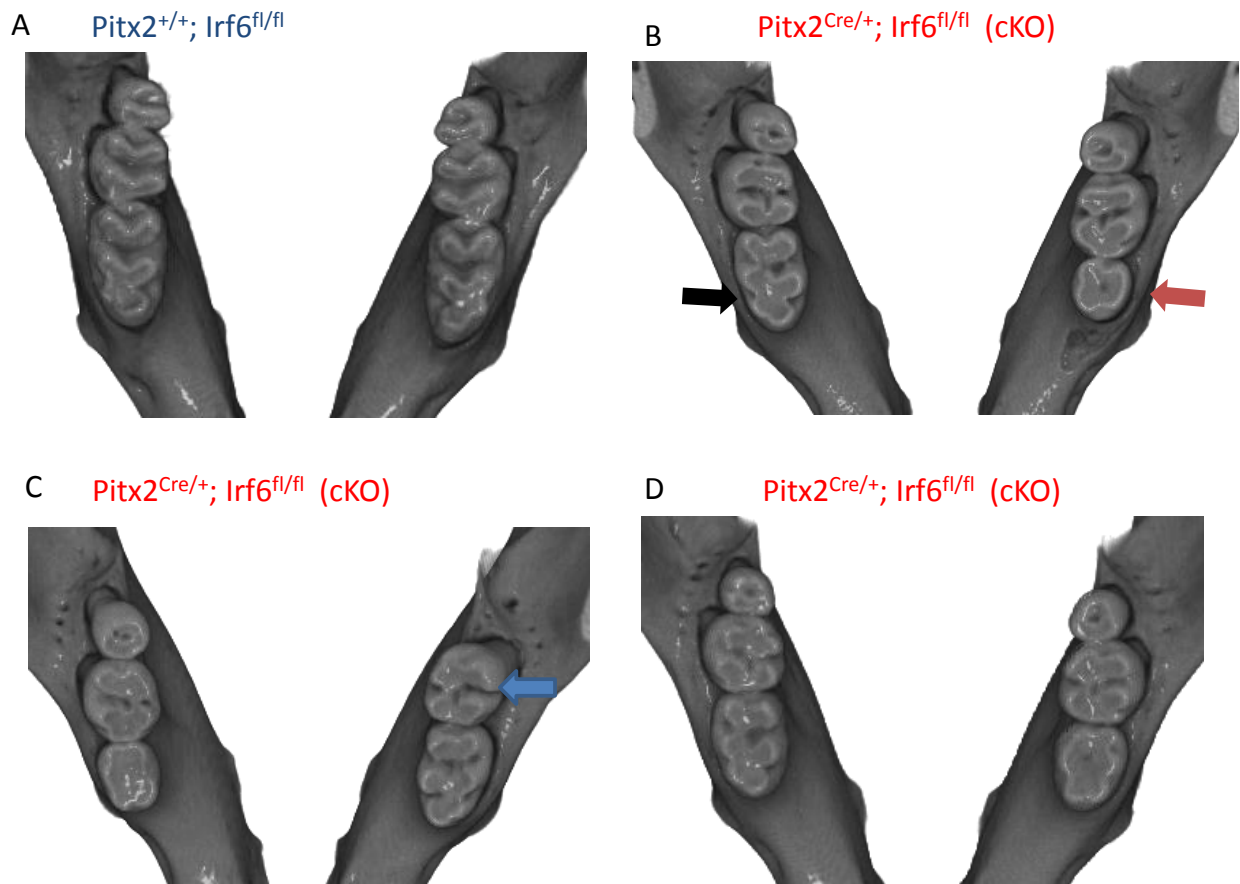 A
Pitx2+/+; Irf6fl/fl
B
Pitx2Cre/+; Irf6fl/fl (cKO)
C
Pitx2Cre/+; Irf6fl/fl (cKO)
D
Pitx2Cre/+; Irf6fl/fl (cKO)